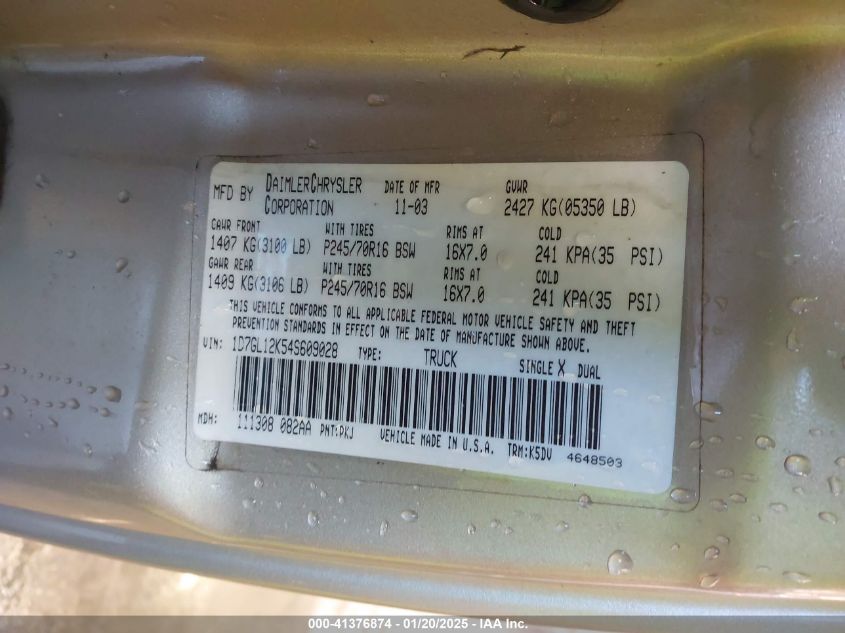 MFD BY DAIMLERCHRYSLER CORPORATION DATE OF MFR 11-03 GVWR 2427 KG(05350 LB)
GAWR FRONT WITH TIRES RIMS AT COLD
1407 KG(3100 LB) P245/70R16 BSW 16X7.0 241 KPA(35 PSI)
GAWR REAR WITH TIRES RIMS AT COLD
1409 KG(3106 LB) P245/70R16 BSW 16X7.0 241 KPA(35 PSI)
THIS VEHICLE CONFORMS TO ALL APPLICABLE FEDERAL MOTOR VEHICLE SAFETY AND THEFT
PREVENTION STANDARDS IN EFFECT ON THE DATE OF MANUFACTURE SHOWN ABOVE.
VIN: 1D7GL12K54S609028 TYPE: TRUCK SINGLE X DUAL
MDH: 111308 082AA PNT:PKJ VEHICLE MADE IN U.S.A. TRM:K5DV 4648503
000-41376874 | 01/20/2025 - IAA Inc.